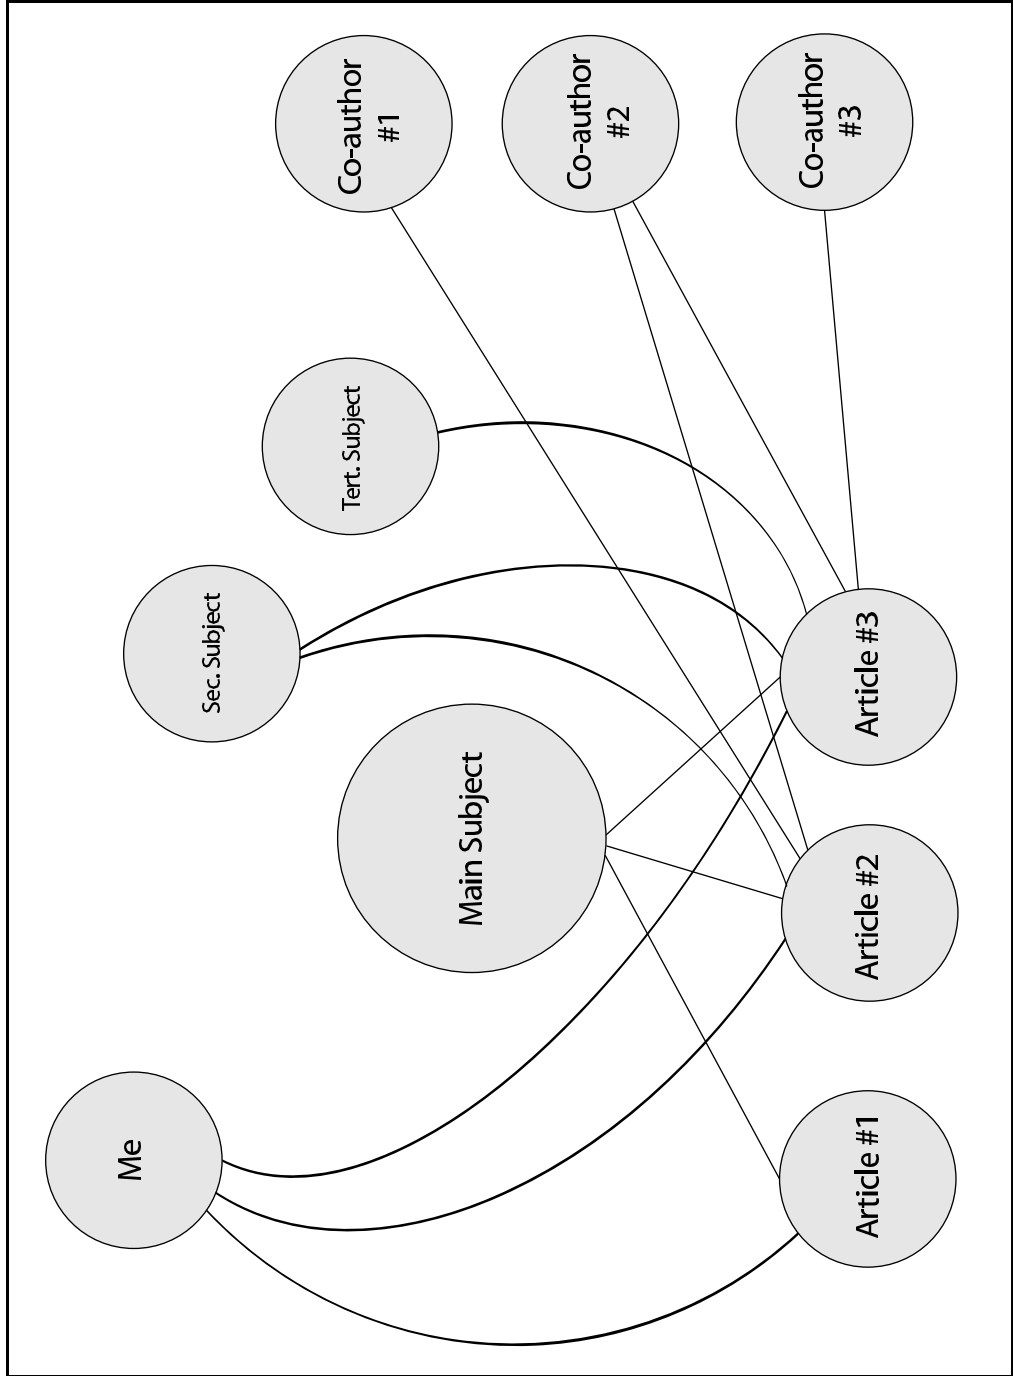 Me
Main Subject
Sec. Subject
Tert. Subject
Co-author
#1
Co-author
#2
Co-author
#3
Article #1
Article #2
Article #3